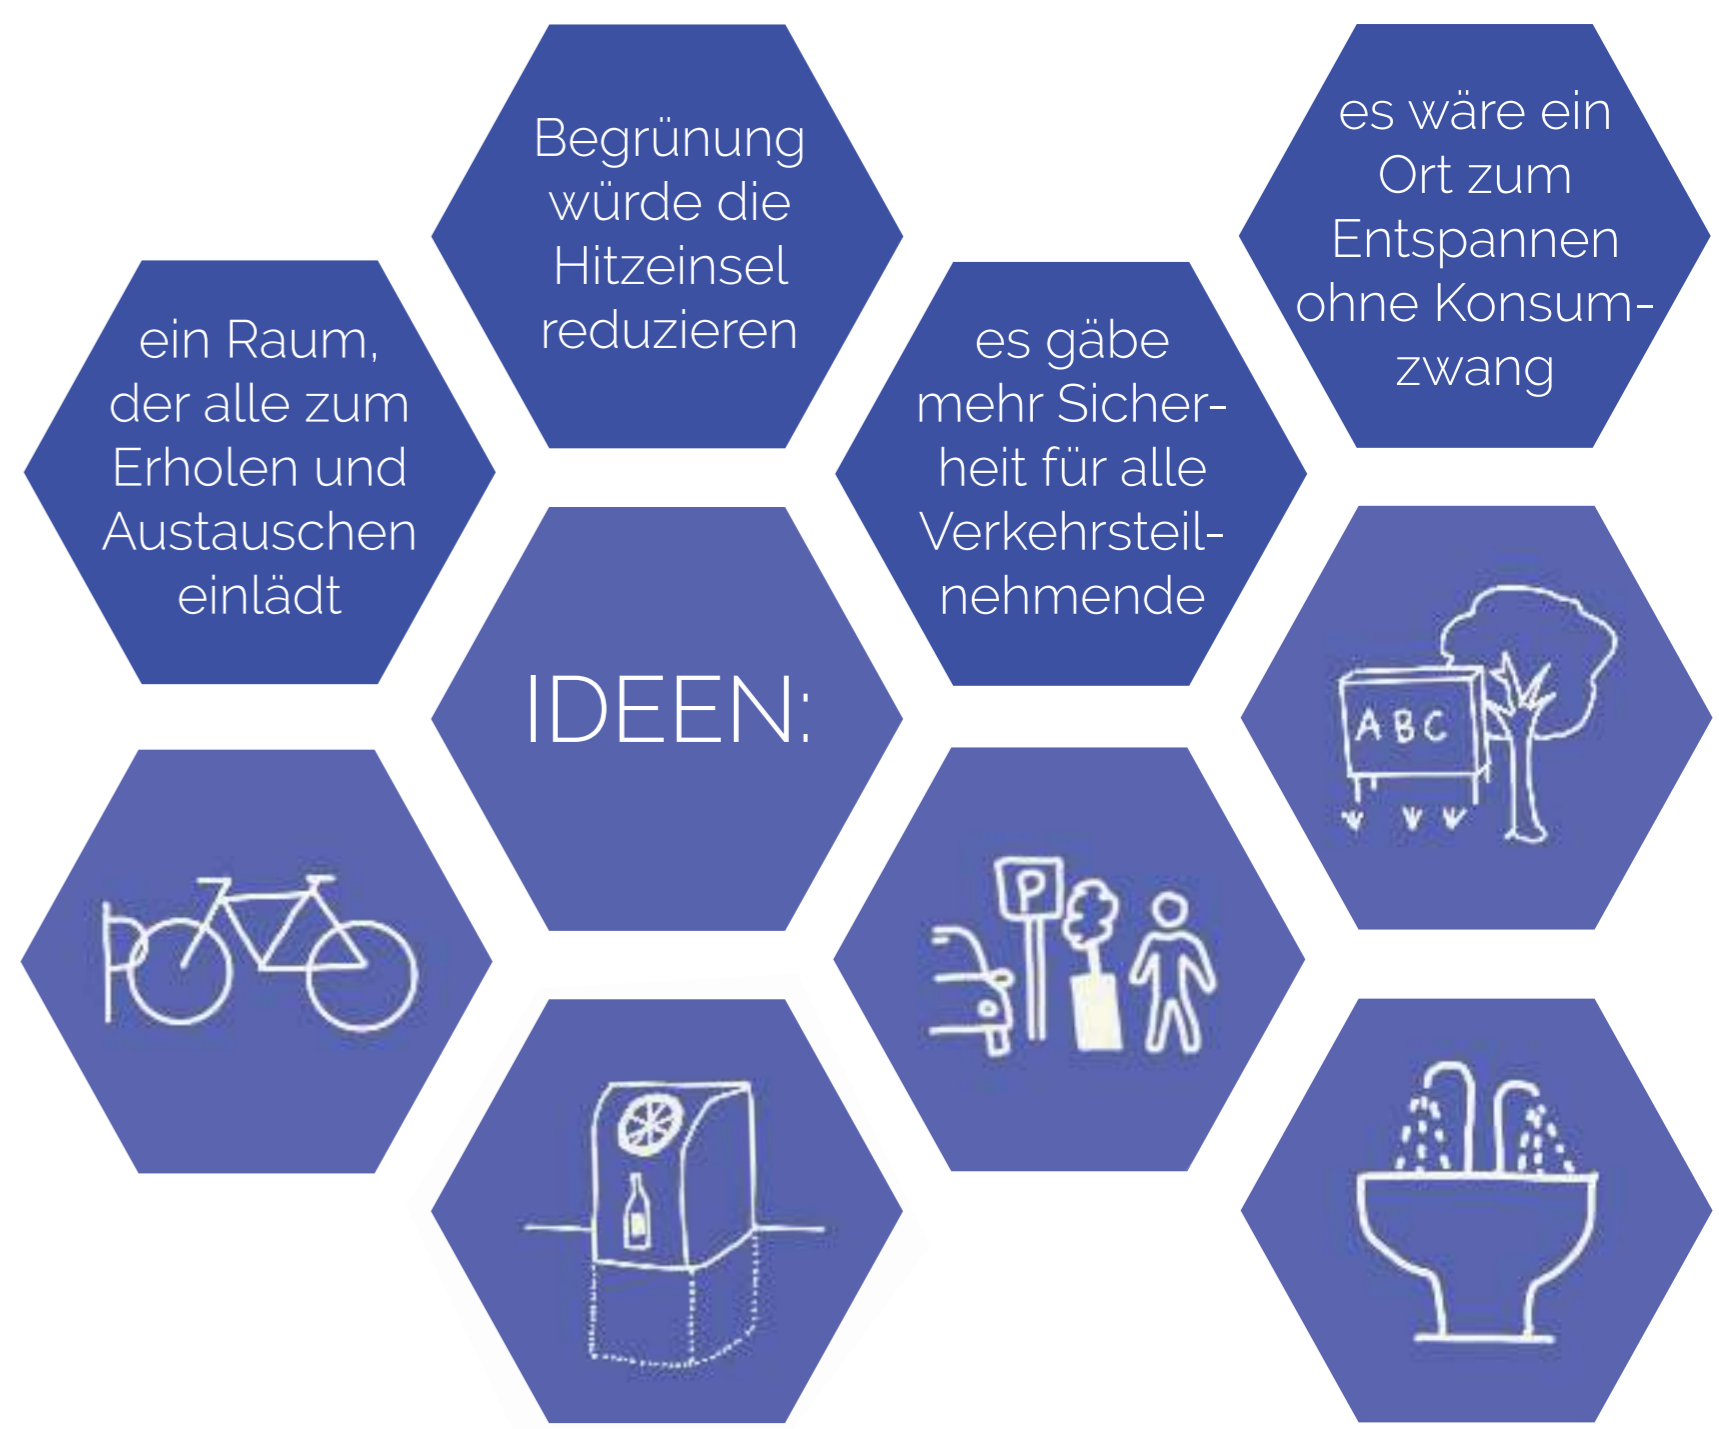 ein Raum,
der alle zum
Erholen und
Austauschen
einlädt
Begrünung
würde die
Hitzeinsel
reduzieren
es gäbe
mehr Sicher-
heit für alle
Verkehrsteil-
nehmende
es wäre ein
Ort zum
Entspannen
ohne Konsum-
zwang
IDEEN:
P
A B C